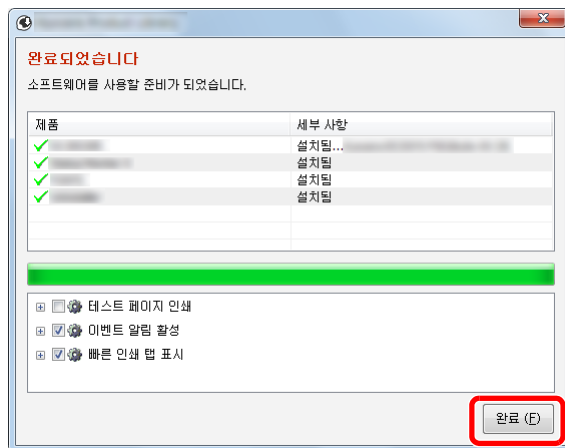 완료되었습니다
소프트웨어를 사용할 준비가 되었습니다.
제품 세부 사항
설치됨...
설치됨
설치됨
설치됨
테스트 페이지 인쇄
이벤트 알림 활성
빠른 인쇄 탭 표시
완료 (F)